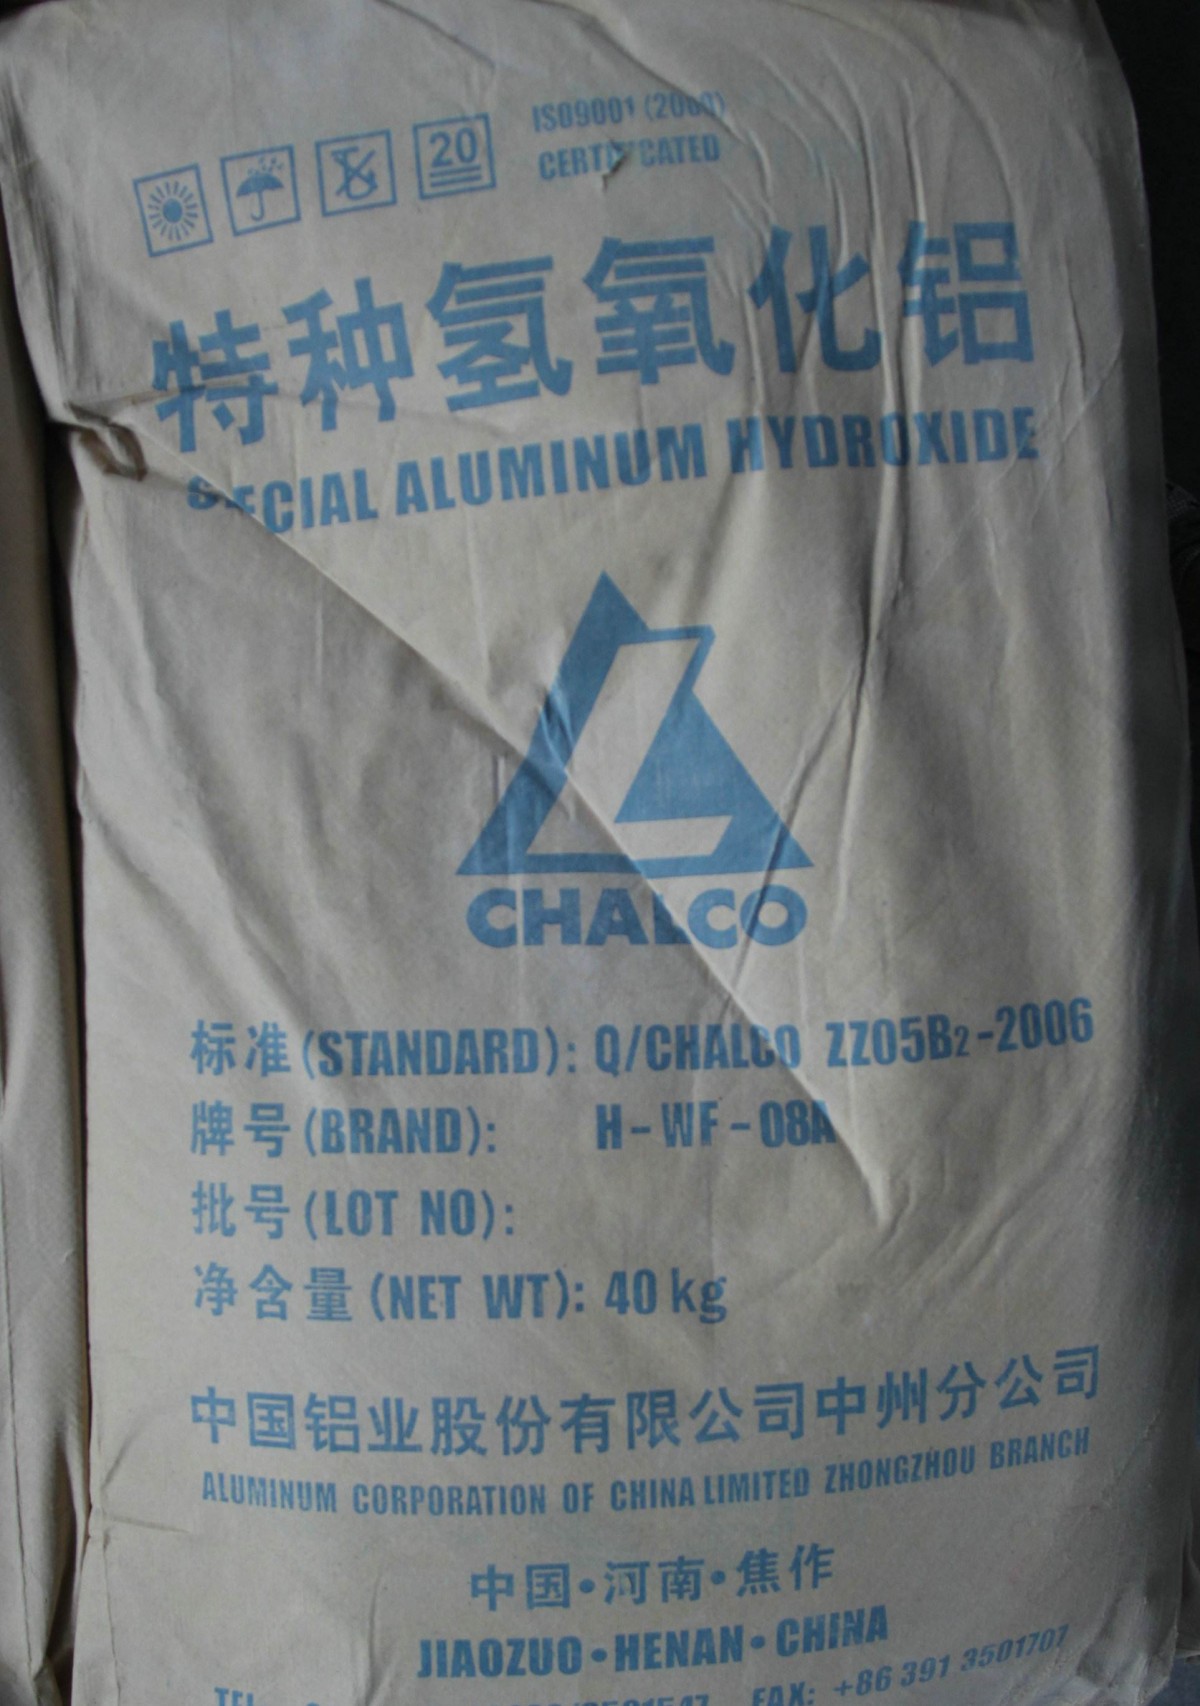 20
ISO9001 (2000)
CERTIFICATED
特种氢氧化铝
SPECIAL ALUMINUM HYDROXIDE
CHALCO
标准(STANDARD): Q/CHALCO ZZ05B2-2006
牌号(BRAND): H-WF-08A
批号(LOT NO):
净含量(NET WT): 40 kg
中国铝业股份有限公司中州分公司
ALUMINUM CORPORATION OF CHINA LIMITED ZHONGZHOU BRANCH
中国·河南·焦作
JIAOZUO·HENAN·CHINA
FAX: +86 391 3501707